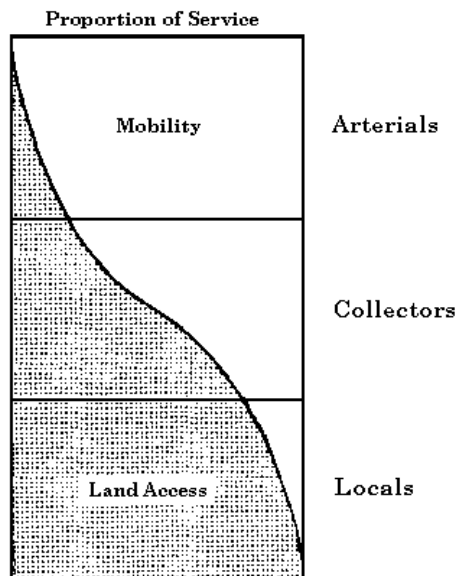 Proportion of Service
Mobility
Arterials
Collectors
Land Access
Locals